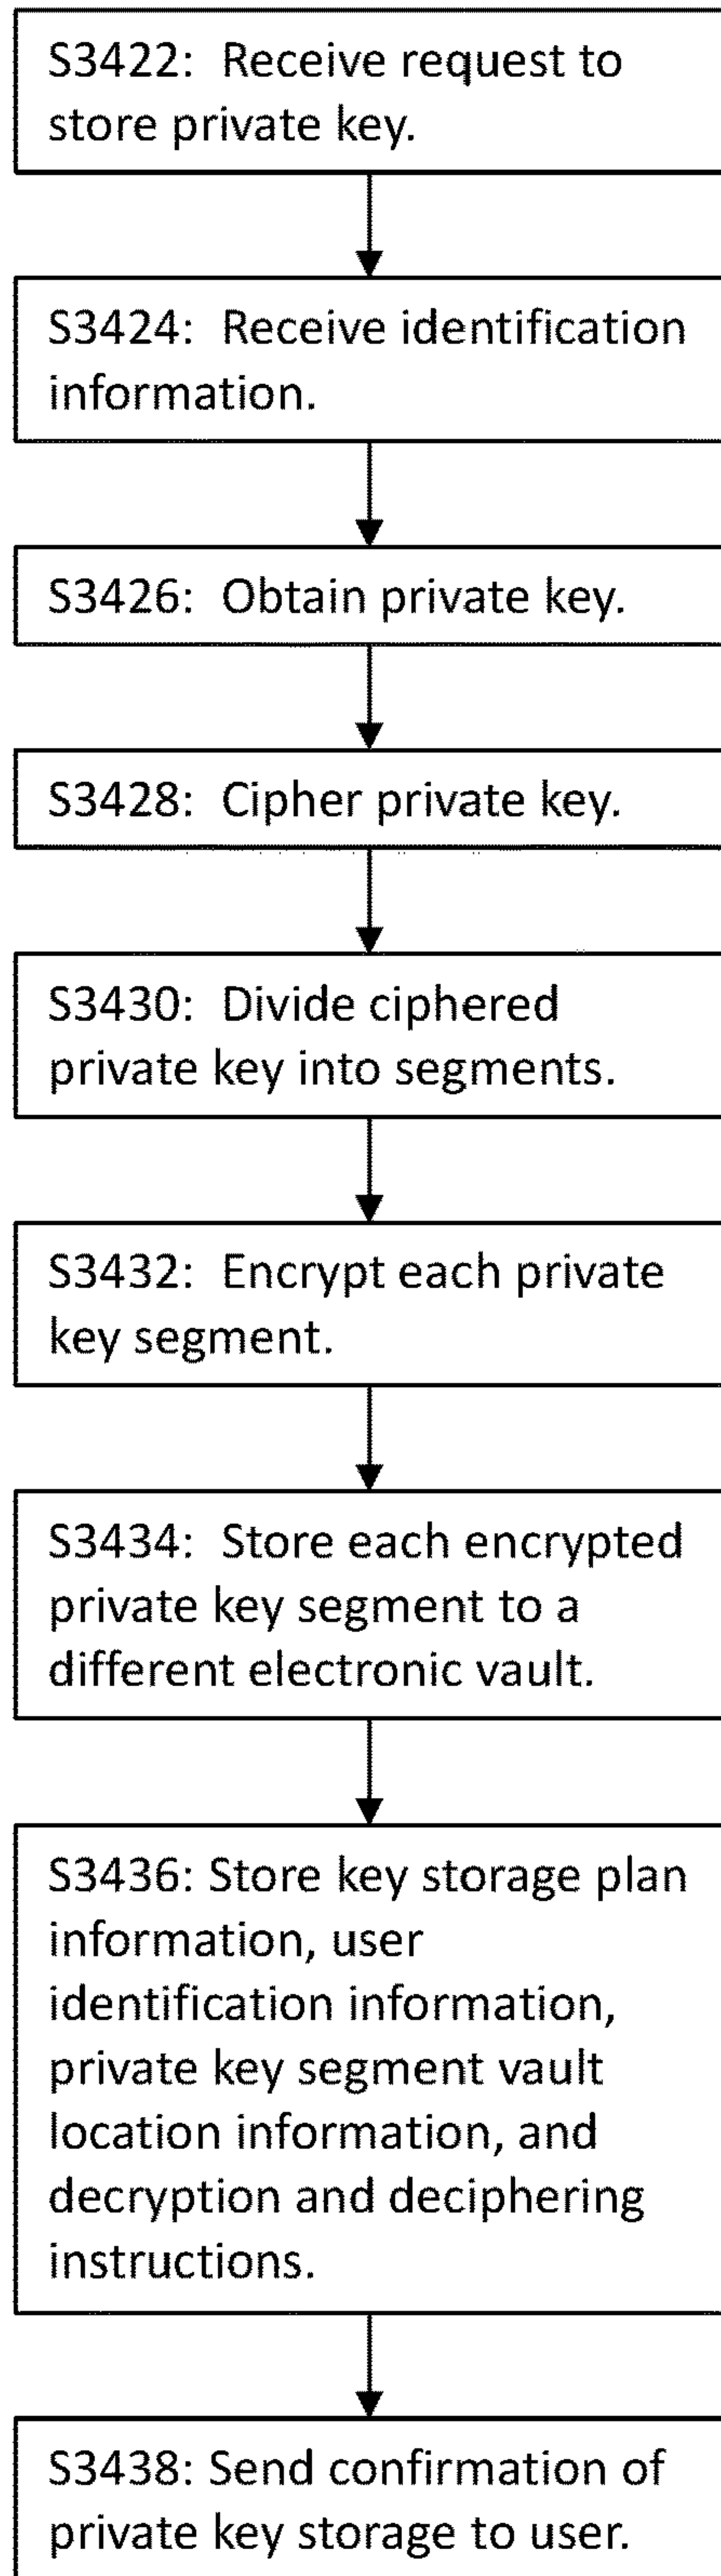 S3422: Receive request to
store private key.
S3424: Receive identification
information.
S3426: Obtain private key.
S3428: Cipher private key.
S3430: Divide ciphered
private key into segments.
S3432: Encrypt each private
key segment.
S3434: Store each encrypted
private key segment to a
different electronic vault.
S3436: Store key storage plan
information, user
identification information,
private key segment vault
location information, and
decryption and deciphering
instructions.
S3438: Send confirmation of
private key storage to user.